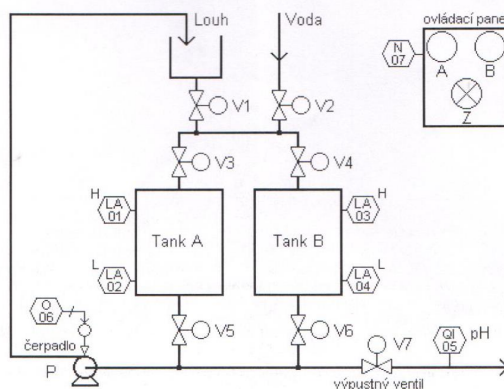 Louh
Voda
ovládací pane
N
07
A
B
Z
V1
V2
V3
V4
H
LA
01
Tank A
Tank B
LA
03
H
L
LA
02
LA
04
L
O
06
čerpadlo
P
V5
V6
V7
QI
05
pH
výpustný ventil